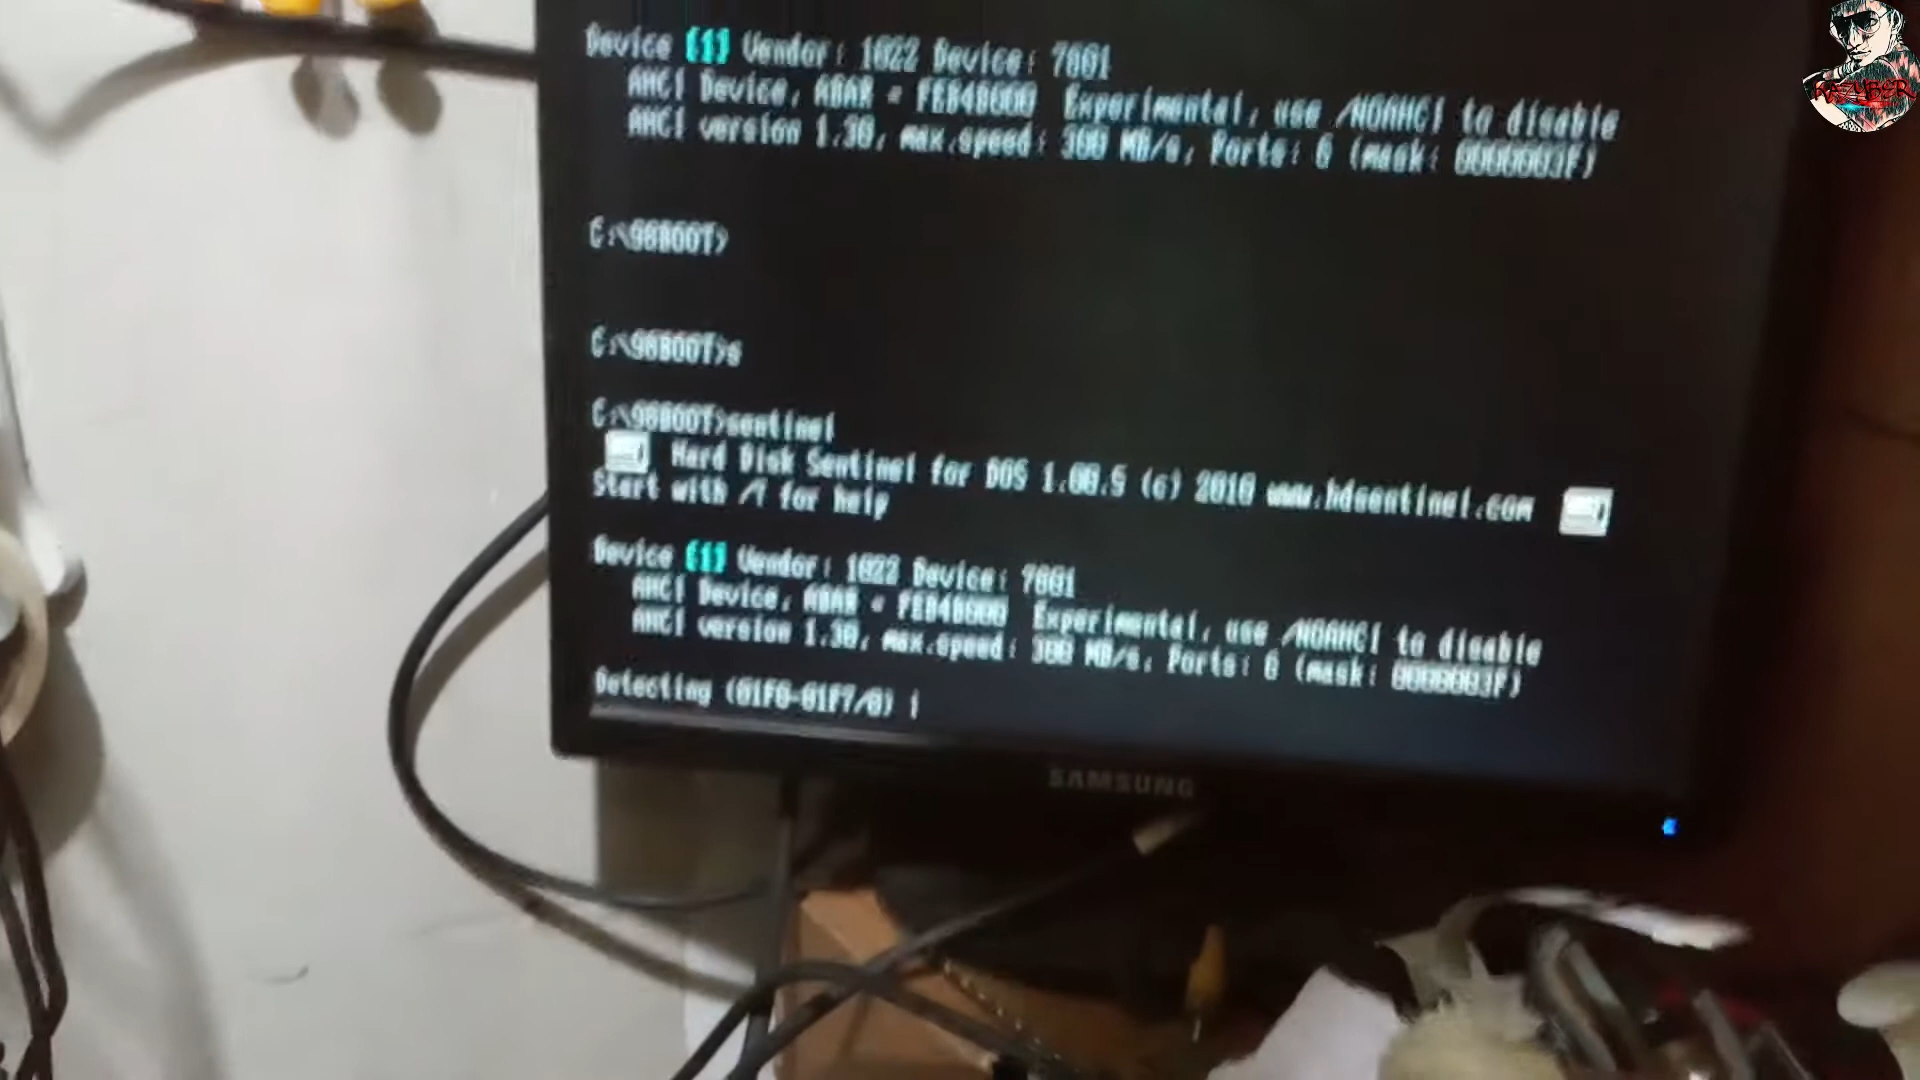 Device [1] Vendor: 1022 Device: 7801
AHCI Device, ABAR = FEB4B000 Experimental, use /NOAHCI to disable
AHCI version 1.30, max.speed: 300 MB/s, Ports: 6 (mask: 0000003F)
C:\98BOOT>
C:\98BOOT>s
C:\98BOOT>sentinel
Hard Disk Sentinel for DOS 1.00.5 (c) 2010 www.hdsentinel.com
Start with /? for help
Device [1] Vendor: 1022 Device: 7801
AHCI Device, ABAR = FEB4B000 Experimental, use /NOAHCI to disable
AHCI version 1.30, max.speed: 300 MB/s, Ports: 6 (mask: 0000003F)
Detecting (01F0-01F7/0)
SAMSUNG